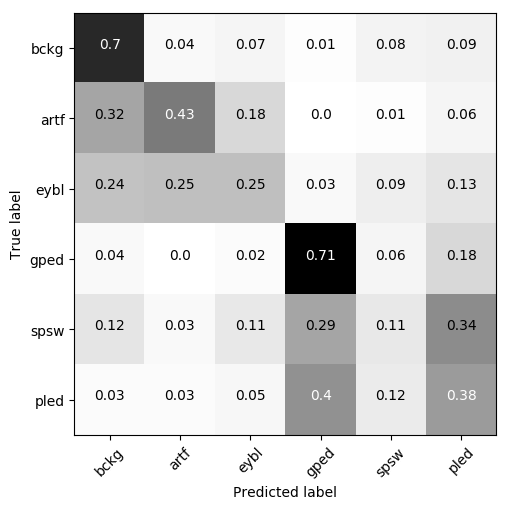 True label
bckg 0.7 0.04 0.07 0.01 0.08 0.09
artf 0.32 0.43 0.18 0.0 0.01 0.06
eybl 0.24 0.25 0.25 0.03 0.09 0.13
gped 0.04 0.0 0.02 0.71 0.06 0.18
spsw 0.12 0.03 0.11 0.29 0.11 0.34
pled 0.03 0.03 0.05 0.4 0.12 0.38
bckg artf eybl gped spsw pled
Predicted label